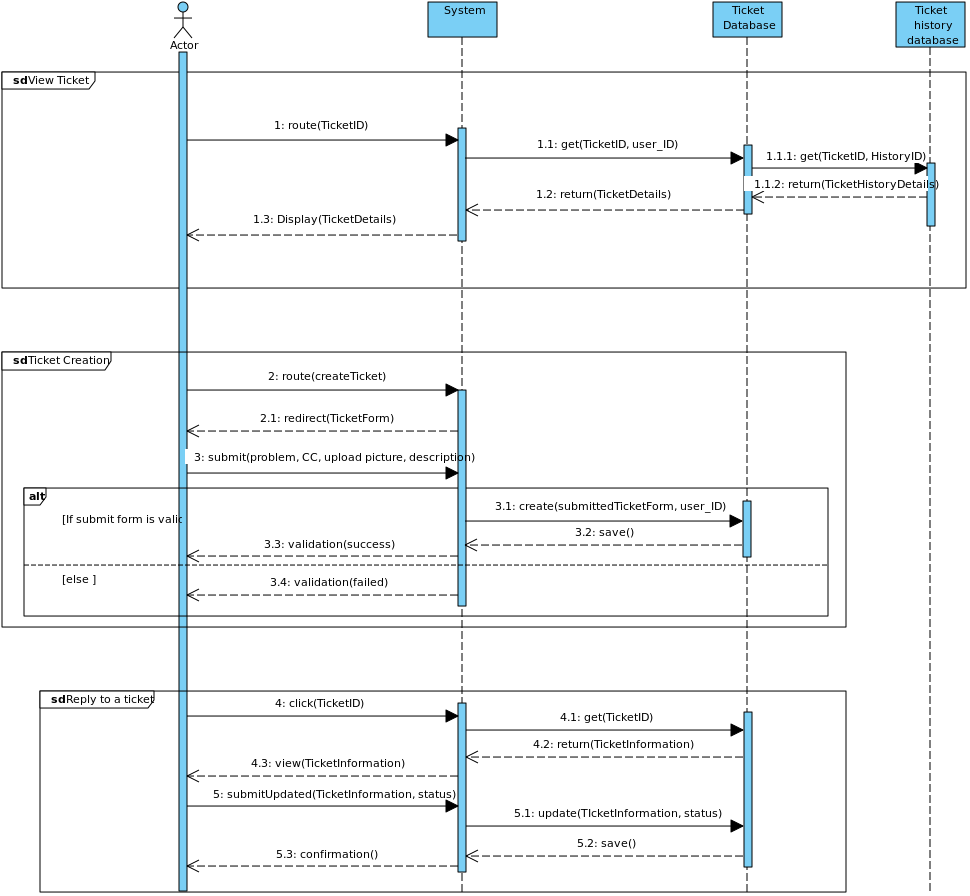 System
Ticket
Database
Ticket
history
database
Actor
sdView Ticket
1: route(TicketID)
1.1: get(TicketID, user_ID)
1.1.1: get(TicketID, HistoryID)
1.1.2: return(TicketHistoryDetails)
1.2: return(TicketDetails)
1.3: Display(TicketDetails)
sdTicket Creation
2: route(createTicket)
2.1: redirect(TicketForm)
3: submit(problem, CC, upload picture, description)
alt
[If submit form is valid
3.1: create(submittedTicketForm, user_ID)
3.2: save()
3.3: validation(success)
[else ]
3.4: validation(failed)
sdReply to a ticket
4: click(TicketID)
4.1: get(TicketID)
4.2: return(TicketInformation)
4.3: view(TicketInformation)
5: submitUpdated(TicketInformation, status)
5.1: update(TIcketInformation, status)
5.2: save()
5.3: confirmation()